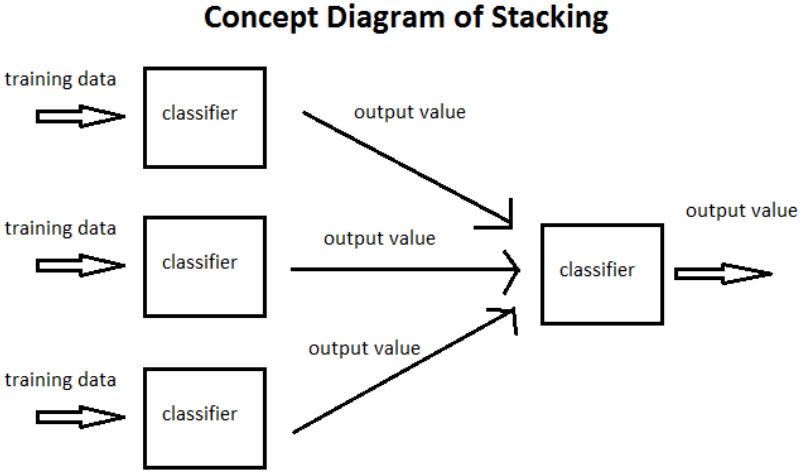 Concept Diagram of Stacking
training data
classifier
output value
training data
classifier
output value
output value
classifier
output value
training data
classifier